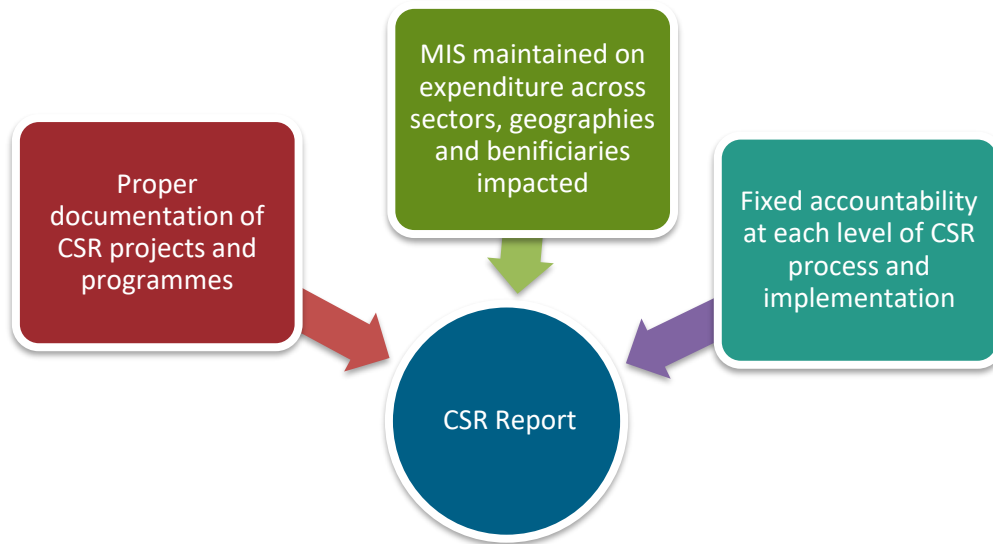 Proper
documentation of
CSR projects and
programmes
MIS maintained on
expenditure across
sectors, geographies
and benificiaries
impacted
Fixed accountability
at each level of CSR
process and
implementation
CSR Report